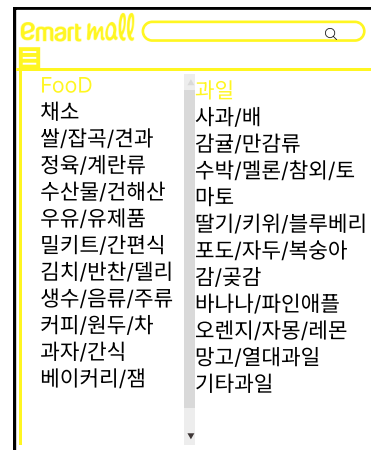 emart mall
FooD
채소
쌀/잡곡/견과
정육/계란류
수산물/건해산
우유/유제품
밀키트/간편식
김치/반찬/델리
생수/음류/주류
커피/원두/차
과자/간식
베이커리/잼
과일
사과/배
감귤/만감류
수박/멜론/참외/토
마토
딸기/키위/블루베리
포도/자두/복숭아
감/곶감
바나나/파인애플
오렌지/자몽/레몬
망고/열대과일
기타과일